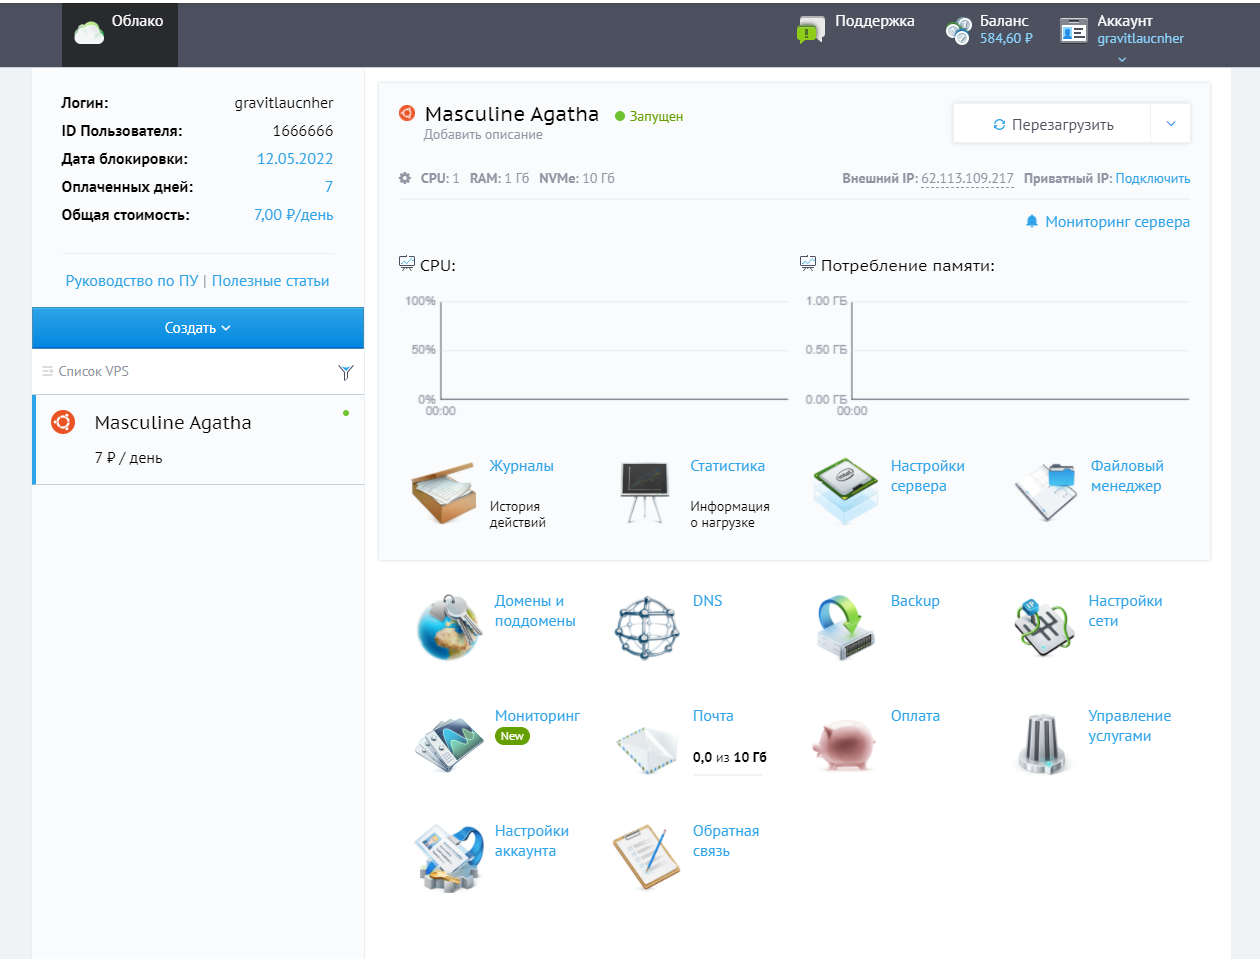 Облако
Поддержка
Баланс
584,60 ₽
Аккаунт
gravitlaucnher
Логин: gravitlaucnher
ID Пользователя: 1666666
Дата блокировки: 12.05.2022
Оплаченных дней: 7
Общая стоимость: 7,00 ₽/день
Руководство по ПУ | Полезные статьи
Создать
Список VPS
Masculine Agatha
7 ₽ / день
Masculine Agatha
Запущен
Добавить описание
Перезагрузить
CPU: 1 RAM: 1 Гб NVMe: 10 Гб
Внешний IP: 62.113.109.217 Приватный IP: Подключить
Мониторинг сервера
CPU:
100%
50%
0%
00:00
Потребление памяти:
1.00 ГБ
0.50 ГБ
0.00 ГБ
00:00
Журналы
История
действий
Статистика
Информация
о нагрузке
Настройки
сервера
Файловый
менеджер
Домены и
поддомены
DNS
Backup
Настройки
сети
Мониторинг
New
Почта
0,0 из 10 Гб
Оплата
Управление
услугами
Настройки
аккаунта
Обратная
связь